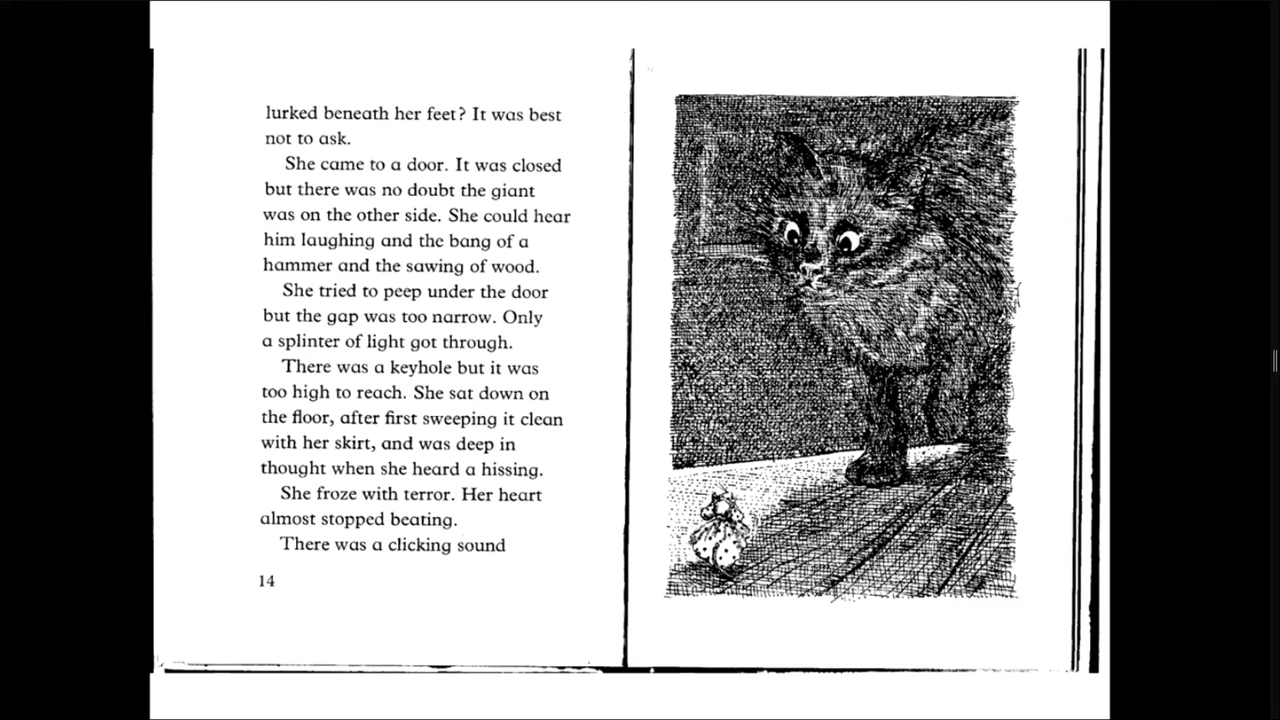 lurked beneath her feet? It was best
not to ask.
She came to a door. It was closed
but there was no doubt the giant
was on the other side. She could hear
him laughing and the bang of a
hammer and the sawing of wood.
She tried to peep under the door
but the gap was too narrow. Only
a splinter of light got through.
There was a keyhole but it was
too high to reach. She sat down on
the floor, after first sweeping it clean
with her skirt, and was deep in
thought when she heard a hissing.
She froze with terror. Her heart
almost stopped beating.
There was a clicking sound
14